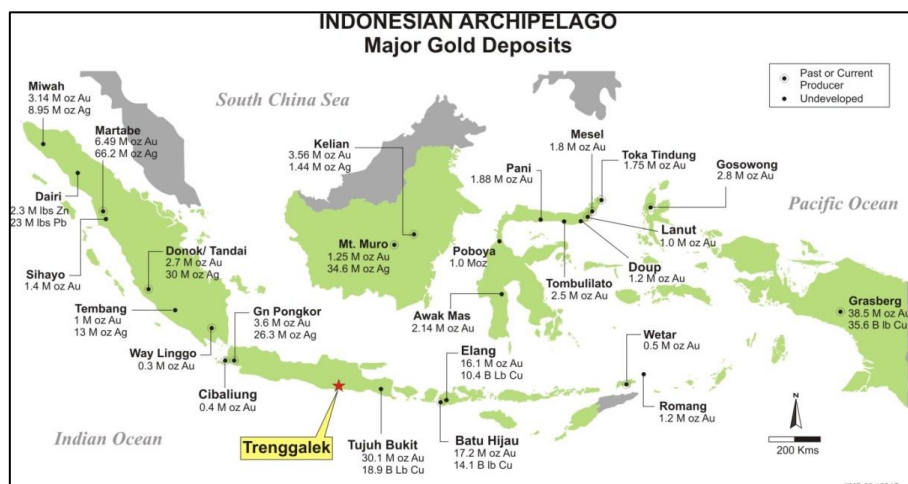 INDONESIAN ARCHIPELAGO
Major Gold Deposits
Past or Current
Producer
Undeveloped
South China Sea
Pacific Ocean
Indian Ocean
Miwah
3.14 M oz Au
8.95 M oz Ag
Martabe
6.49 M oz Au
66.2 M oz Ag
Dairi
2.3 M lbs Zn
23 M lbs Pb
Sihayo
1.4 M oz Au
Donok/ Tandai
2.7 M oz Au
30 M oz Ag
Tembang
1 M oz Au
13 M oz Ag
Way Linggo
0.3 M oz Au
Gn Pongkor
3.6 M oz Au
26.3 M oz Ag
Cibaliung
0.4 M oz Au
Trenggalek
Tujuh Bukit
30.1 M oz Au
18.9 B Lb Cu
Elang
16.1 M oz Au
10.4 B Lb Cu
Batu Hijau
17.2 M oz Au
14.1 B lb Cu
Kelian
3.56 M oz Au
1.44 M oz Ag
Mt. Muro
1.25 M oz Au
34.6 M oz Ag
Pani
1.88 M oz Au
Poboya
1.0 Moz
Awak Mas
2.14 M oz Au
Mesel
1.8 M oz Au
Toka Tindung
1.75 M oz Au
Gosowong
2.8 M oz Au
Lanut
1.0 M oz Au
Doup
1.2 M oz Au
Tombulilato
2.5 M oz Au
Wetar
0.5 M oz Au
Romang
1.2 M oz Au
Grasberg
38.5 M oz Au
35.6 B lb Cu
N
200 Kms